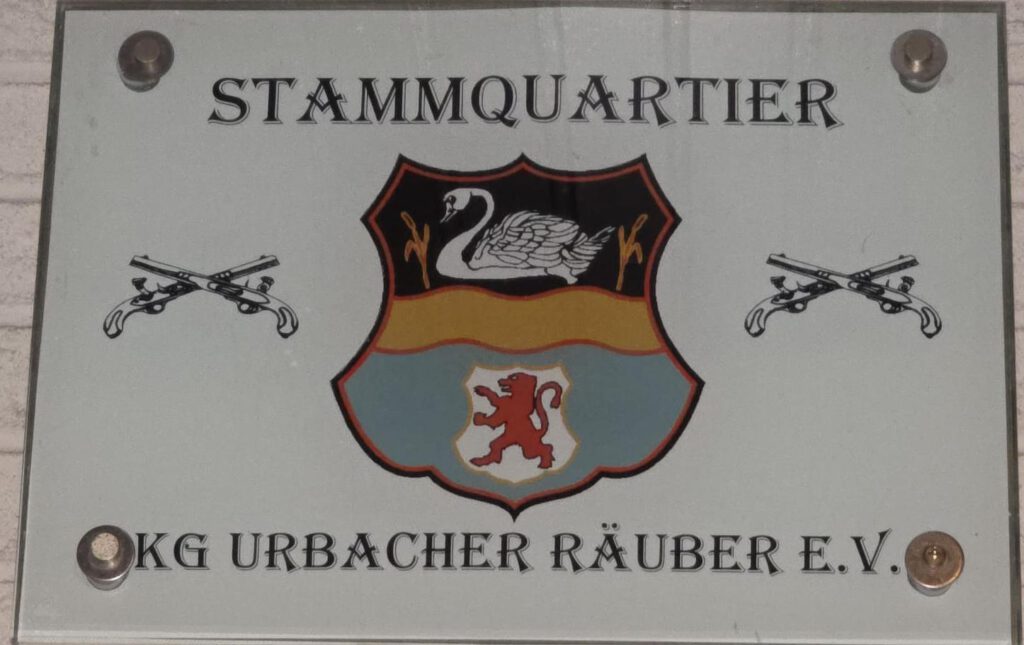 STAMMQUARTIER
KG URBACHER RÄUBER E.V.